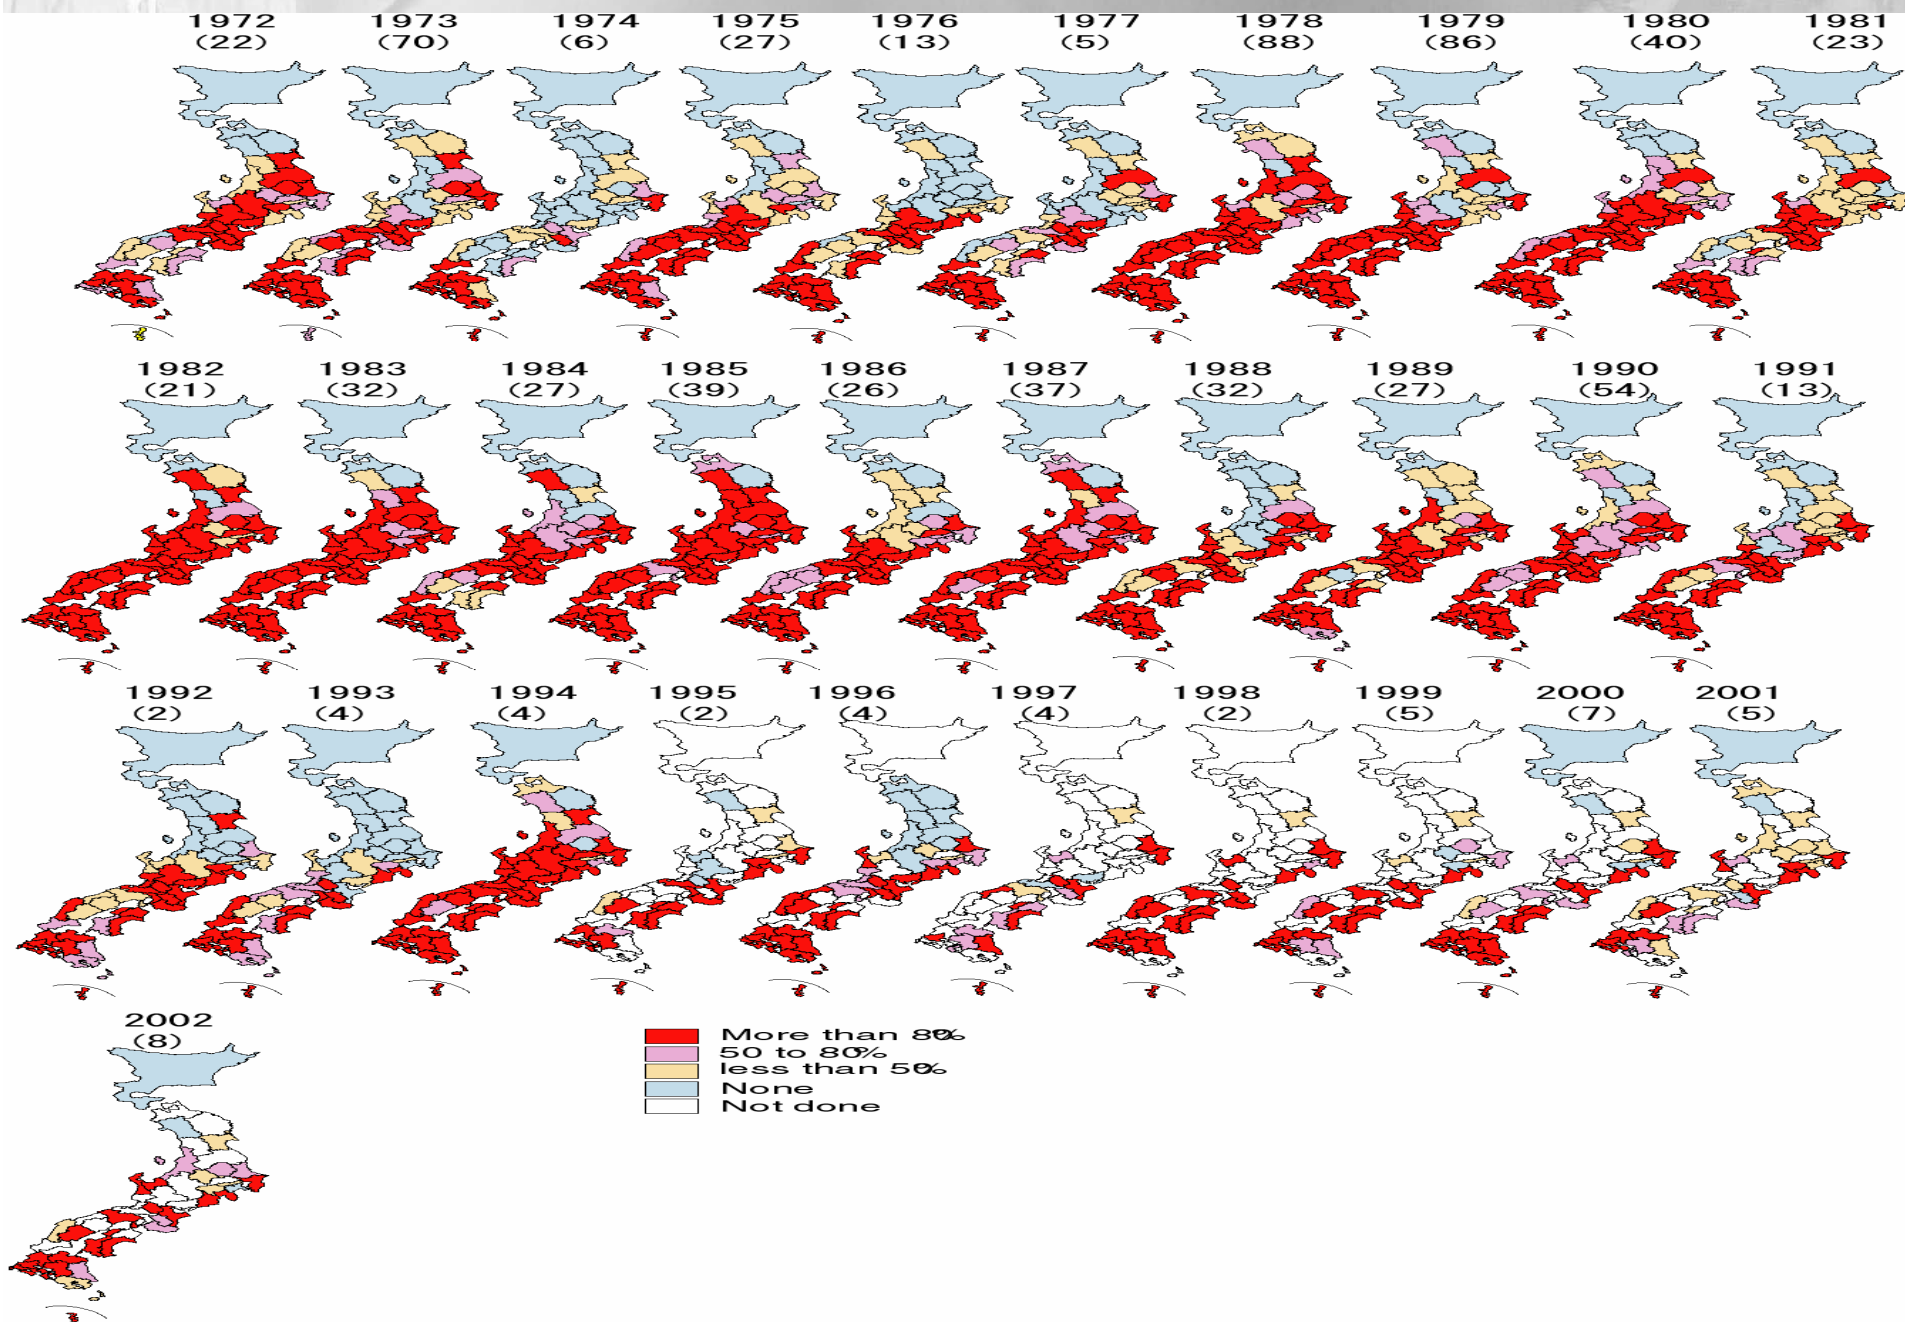 1972 1973 1974 1975 1976 1977 1978 1979 1980 1981
(22) (70) (6) (27) (13) (5) (88) (86) (40) (23)
1982 1983 1984 1985 1986 1987 1988 1989 1990 1991
(21) (32) (27) (39) (26) (37) (32) (27) (54) (13)
1992 1993 1994 1995 1996 1997 1998 1999 2000 2001
(2) (4) (4) (2) (4) (4) (2) (5) (7) (5)
2002
(8)
More than 80%
50 to 80%
less than 50%
None
Not done